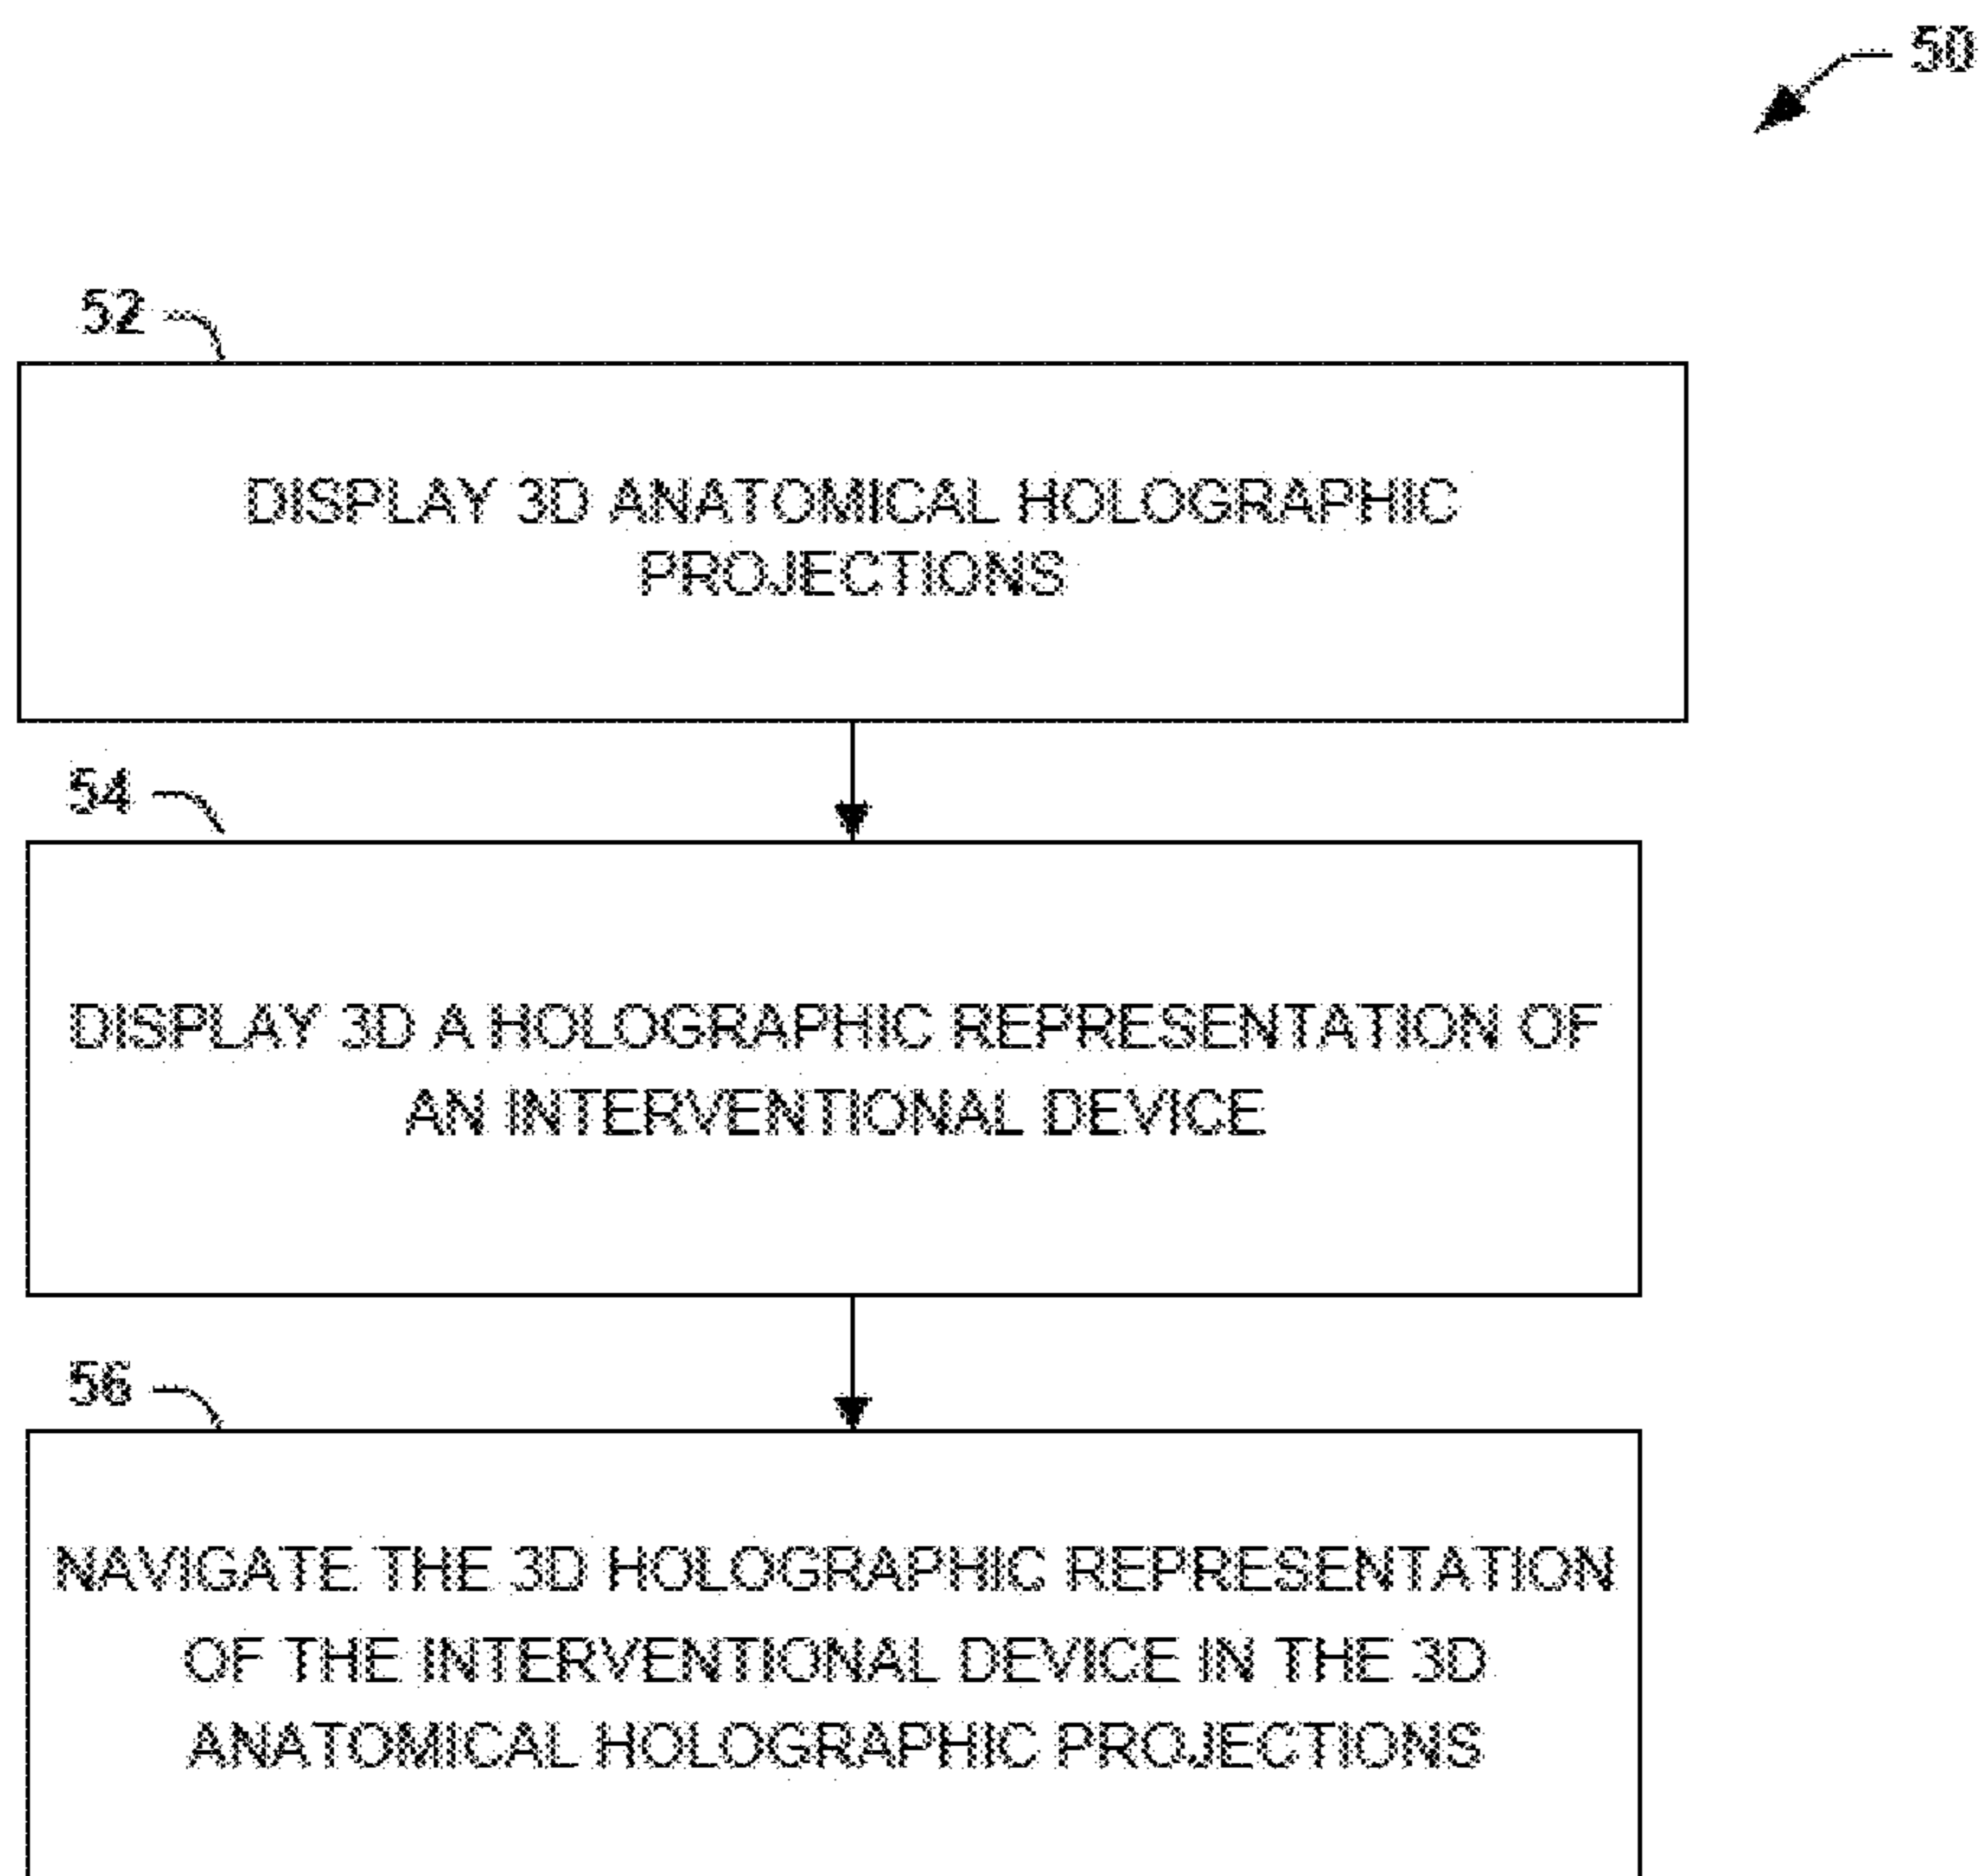 50
52
DISPLAY 3D ANATOMICAL HOLOGRAPHIC
PROJECTIONS
54
DISPLAY 3D A HOLOGRAPHIC REPRESENTATION OF
AN INTERVENTIONAL DEVICE
56
NAVIGATE THE 3D HOLOGRAPHIC REPRESENTATION
OF THE INTERVENTIONAL DEVICE IN THE 3D
ANATOMICAL HOLOGRAPHIC PROJECTIONS